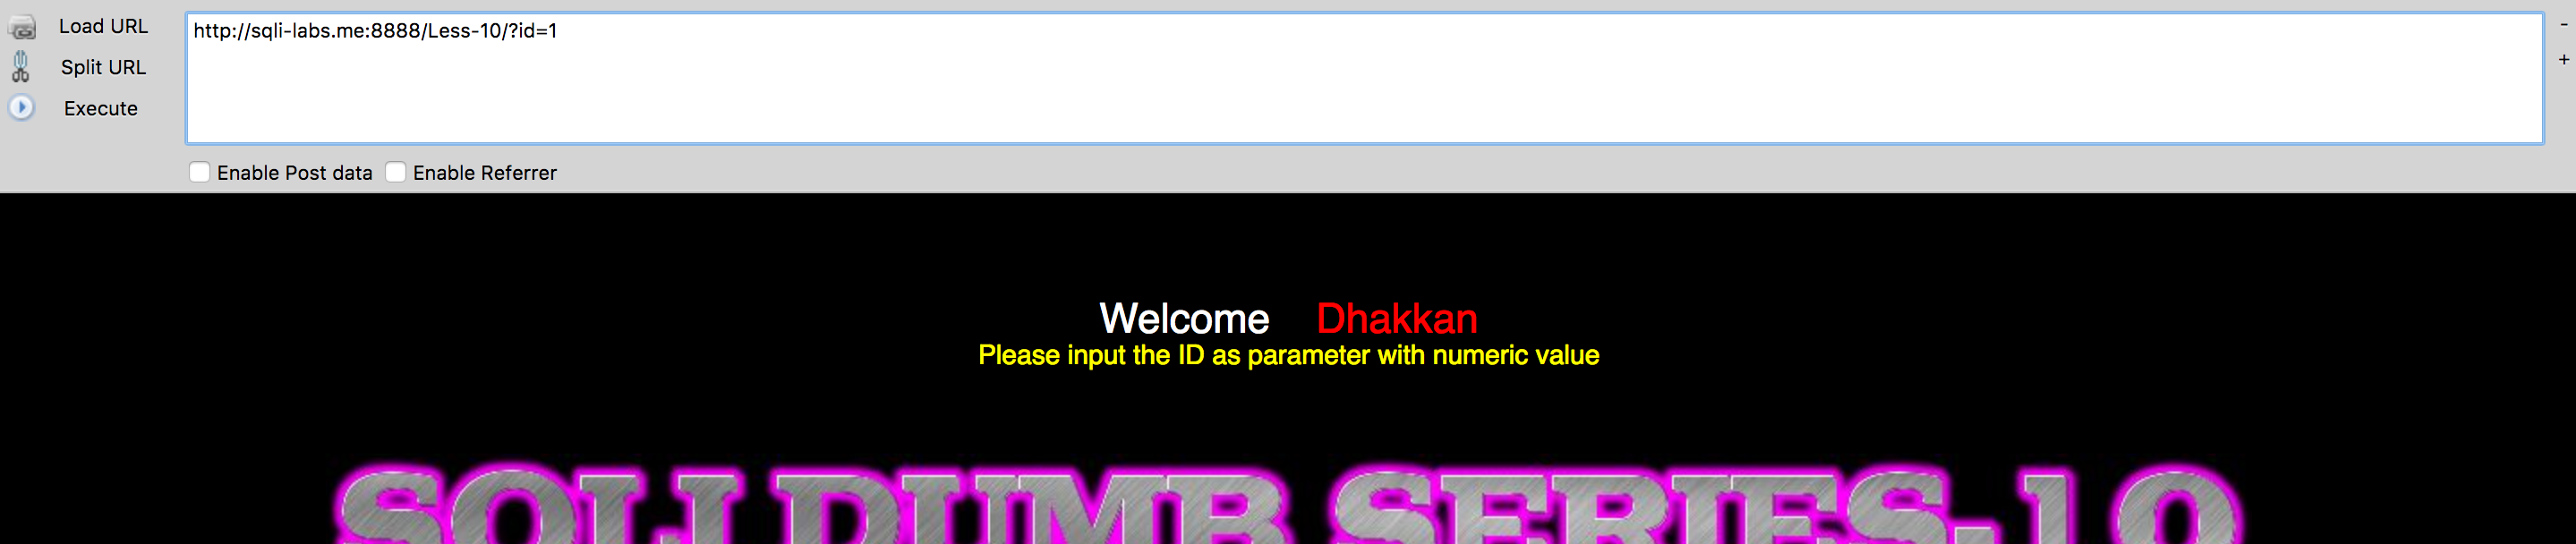 Load URL
http://sqli-labs.me:8888/Less-10/?id=1
-
Split URL
+
Execute
Enable Post data Enable Referrer
Welcome Dhakkan
Please input the ID as parameter with numeric value
SQLI DUMB SERIES-10